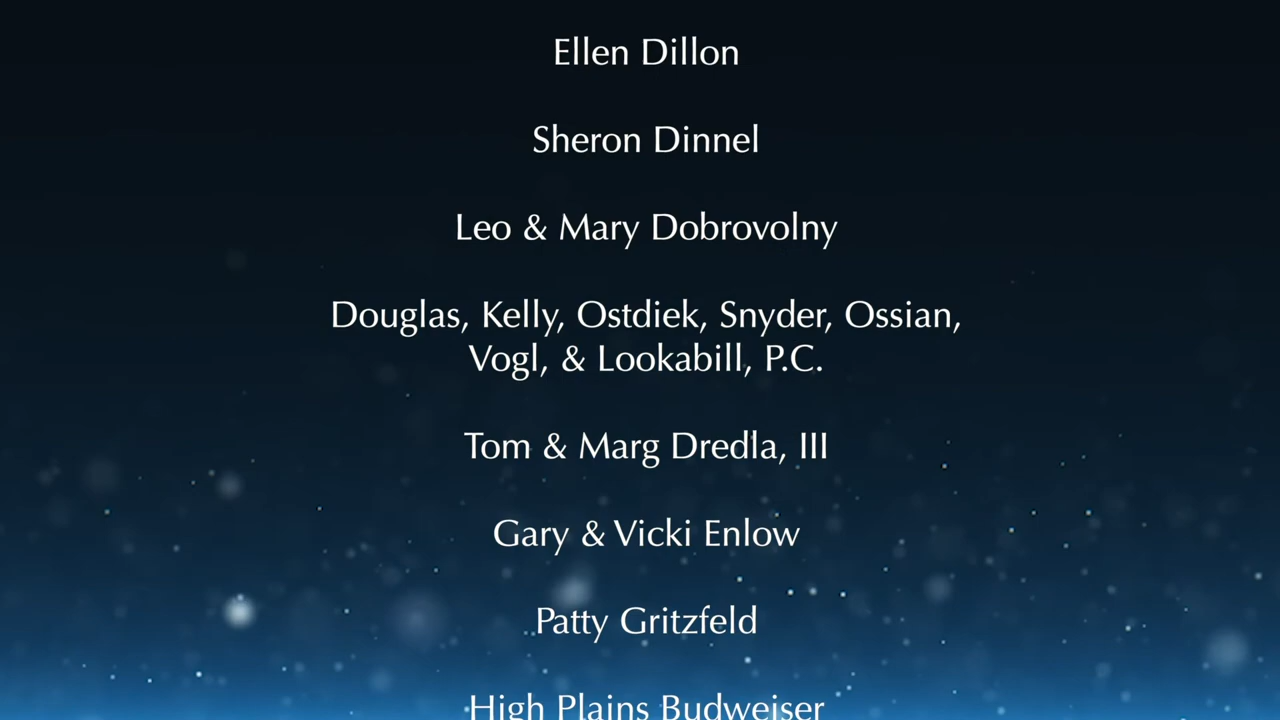 Ellen Dillon
Sheron Dinnel
Leo & Mary Dobrovolny
Douglas, Kelly, Ostdiek, Snyder, Ossian,
Vogl, & Lookabill, P.C.
Tom & Marg Dredla, III
Gary & Vicki Enlow
Patty Gritzfeld
High Plains Budweiser